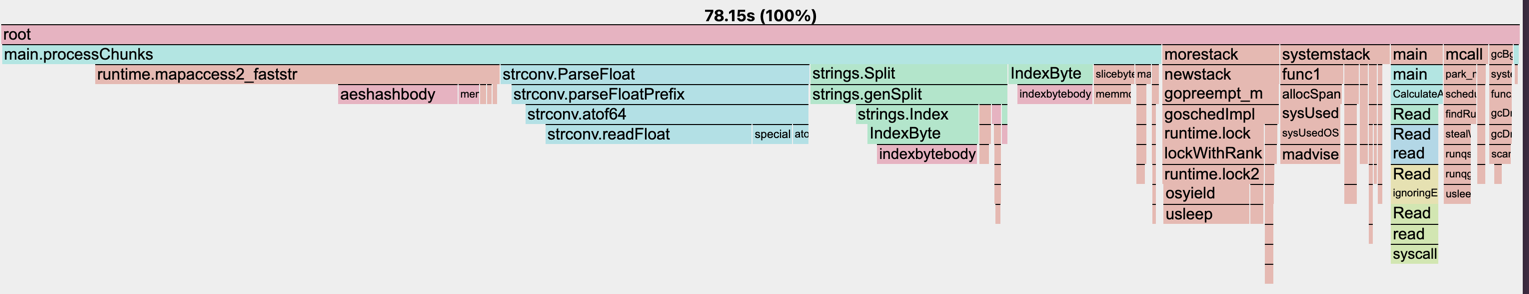 78.15s (100%)
root
main.processChunks morestack systemstack main mcall gcBg
runtime.mapaccess2_faststr strconv.ParseFloat strings.Split IndexByte slicebyte ma newstack func1 main park_r syste
aeshashbody mer strconv.parseFloatPrefix strings.genSplit indexbytebody memmo gopreempt_m allocSpan CalculateA schedu func
strconv.atof64 strings.Index goschedImpl sysUsed Read findRu gcDr
strconv.readFloat special atc IndexByte runtime.lock sysUsedOS Read stealW gcDr
indexbytebody lockWithRank madvise read runqs scar
runtime.lock2 Read runqg
osyield ignoringE uslee
usleep Read
read
syscall